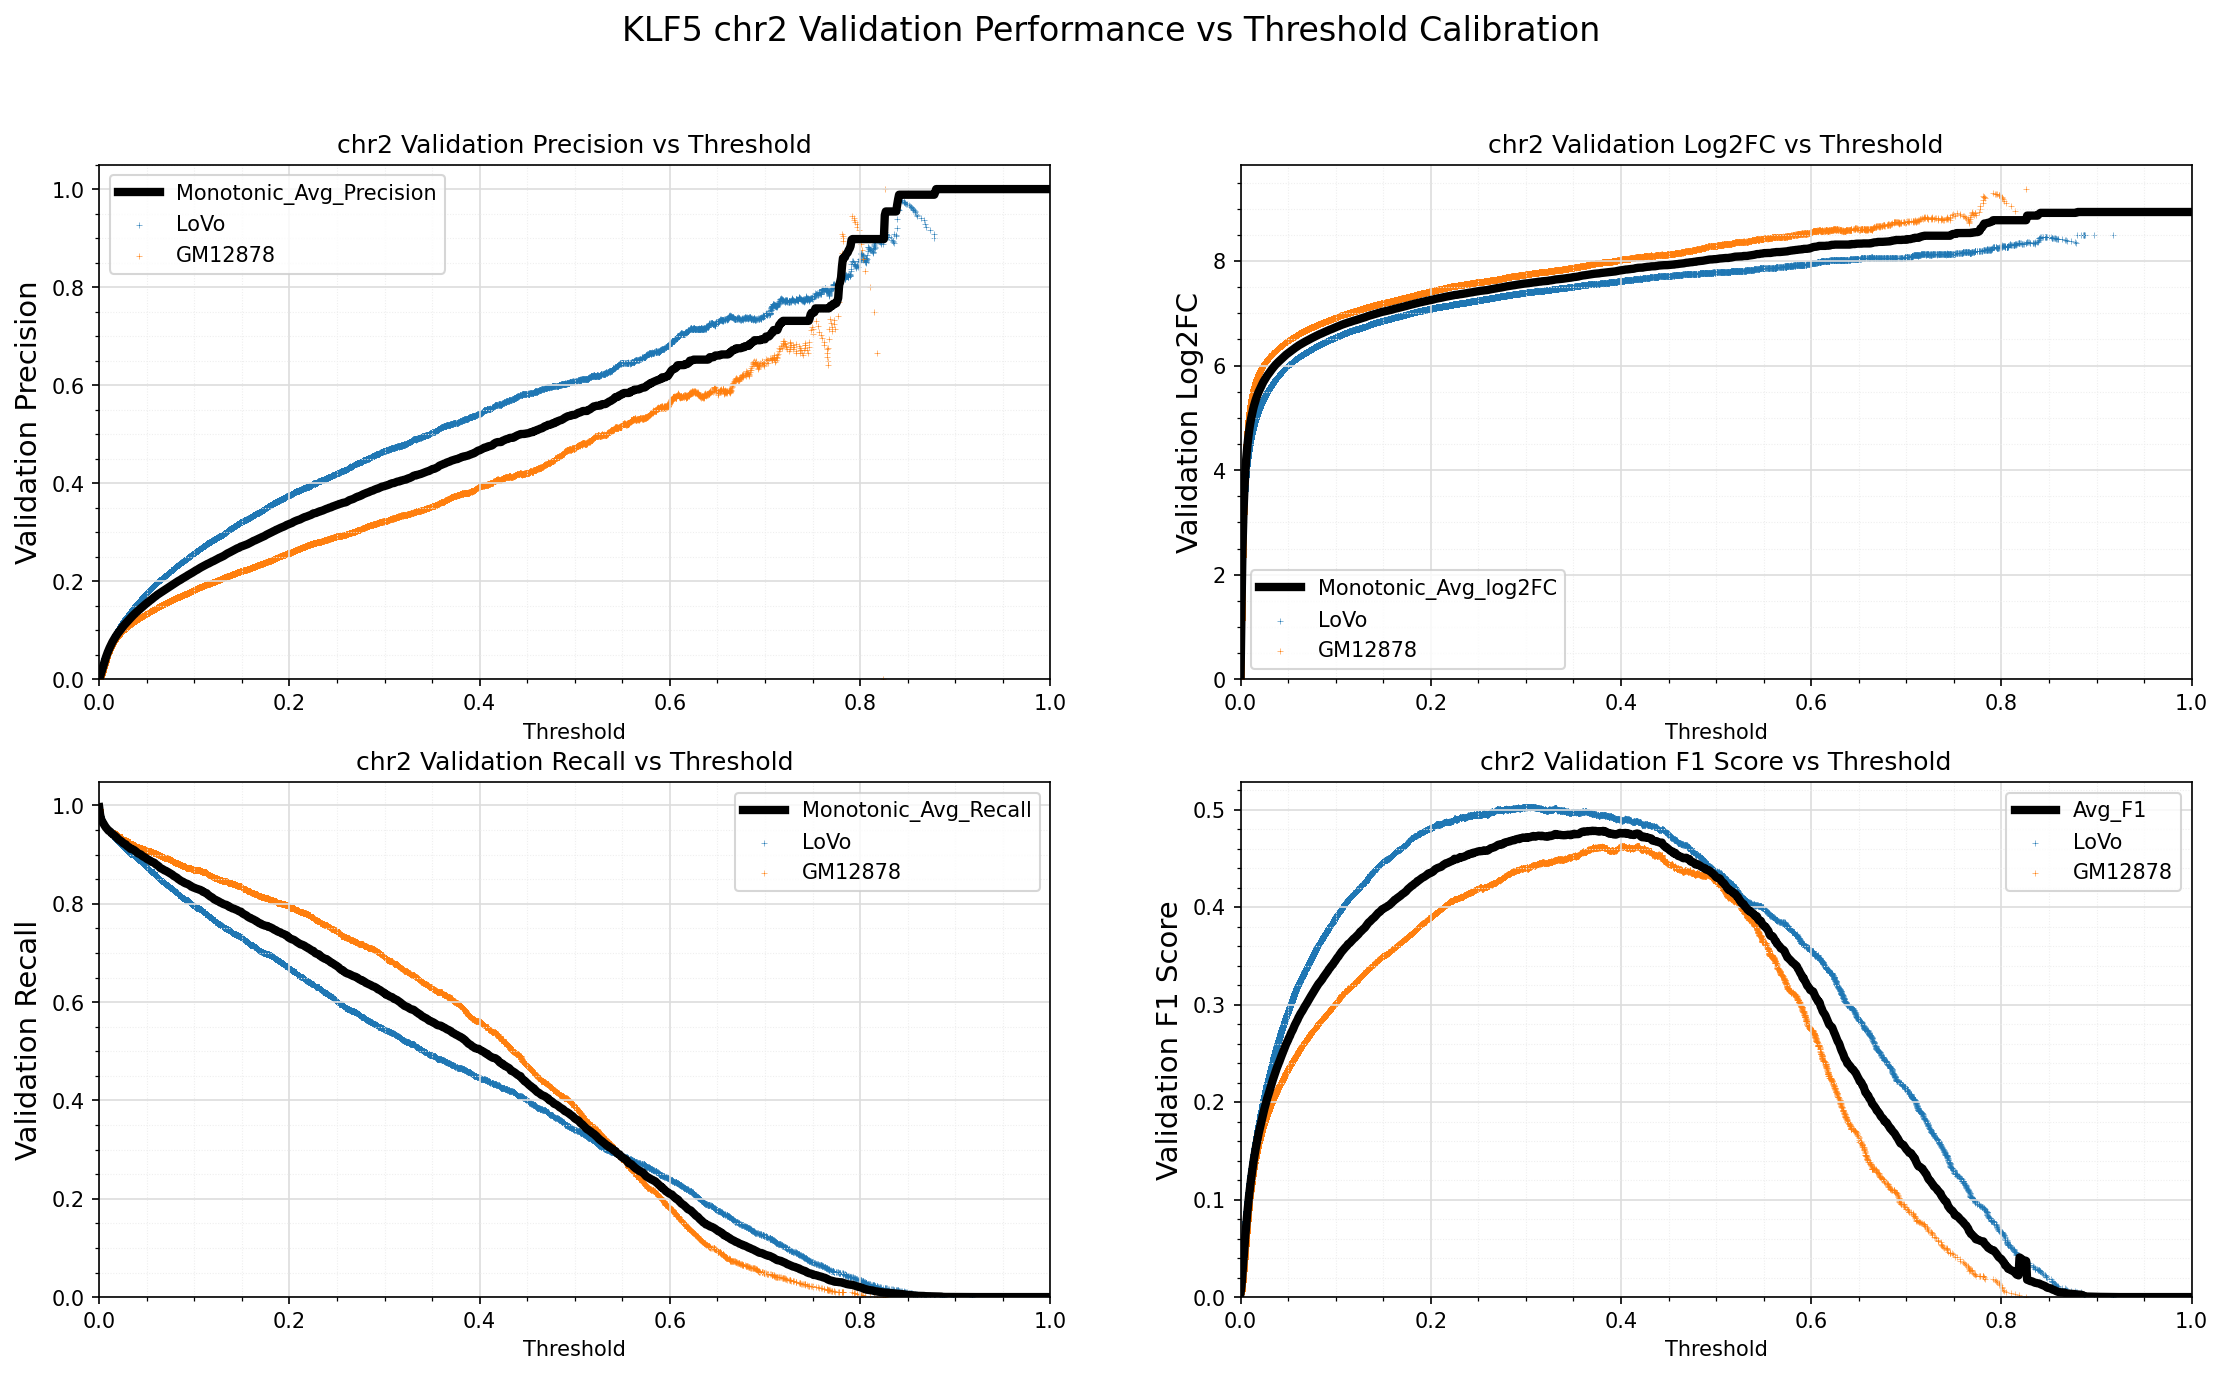 KLF5 chr2 Validation Performance vs Threshold Calibration
chr2 Validation Precision vs Threshold
Validation Precision
1.0
0.8
0.6
0.4
0.2
0.0
Monotonic_Avg_Precision
LoVo
GM12878
0.0 0.2 0.4 0.6 0.8 1.0
Threshold
chr2 Validation Log2FC vs Threshold
Validation Log2FC
8
6
4
2
0
Monotonic_Avg_log2FC
LoVo
GM12878
0.0 0.2 0.4 0.6 0.8 1.0
Threshold
chr2 Validation Recall vs Threshold
Validation Recall
1.0
0.8
0.6
0.4
0.2
0.0
Monotonic_Avg_Recall
LoVo
GM12878
0.0 0.2 0.4 0.6 0.8 1.0
Threshold
chr2 Validation F1 Score vs Threshold
Validation F1 Score
0.5
0.4
0.3
0.2
0.1
0.0
Avg_F1
LoVo
GM12878
0.0 0.2 0.4 0.6 0.8 1.0
Threshold